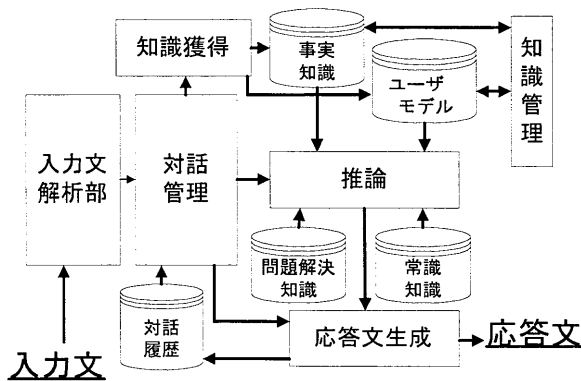 知識獲得
事実
知識
ユーザ
モデル
知識管理
入力文
解析部
対話
管理
推論
問題解決
知識
常識
知識
対話
履歴
応答文生成
応答文
入力文